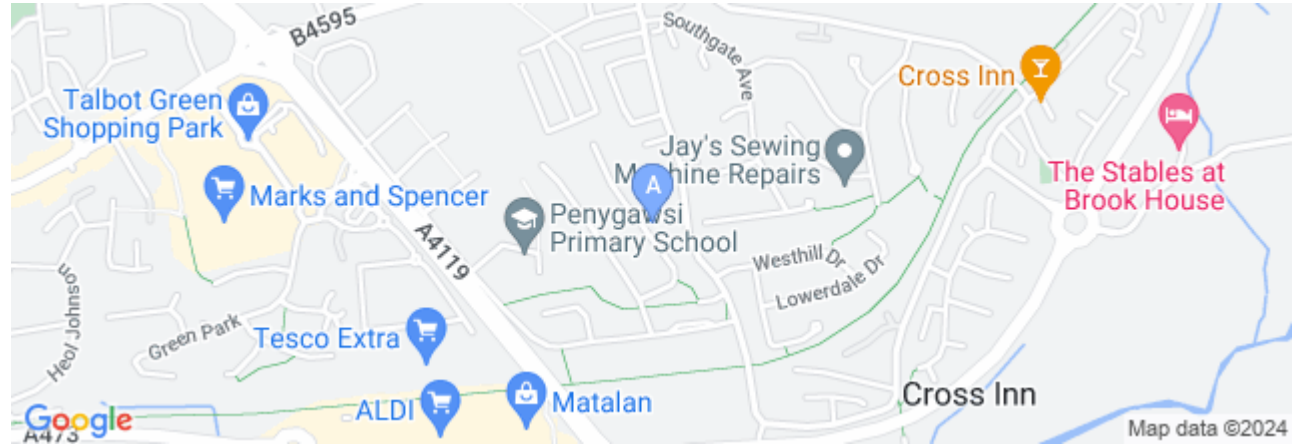 B4595
Southgate Ave
Cross Inn
Talbot Green
Shopping Park
Jay's Sewing
Machine Repairs
A
The Stables at
Brook House
Marks and Spencer
Penygawsi
Primary School
A4119
Westhill Dr
Lowerdale Dr
Heol Johnson
Green Park
Tesco Extra
ALDI
Matalan
Cross Inn
Google
A473
Map data ©2024